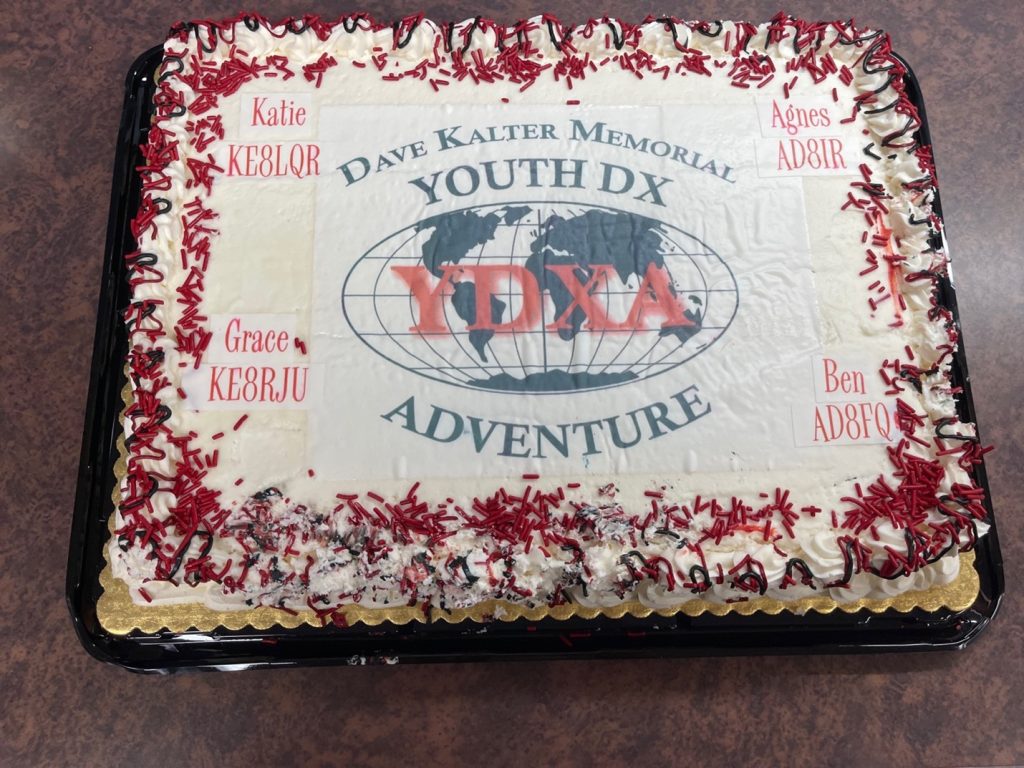 Katie
KE8LQR
Agnes
AD8IR
DAVE KALTER MEMORIAL
YOUTH DX
YDXA
ADVENTURE
Grace
KE8RJU
Ben
AD8FQ